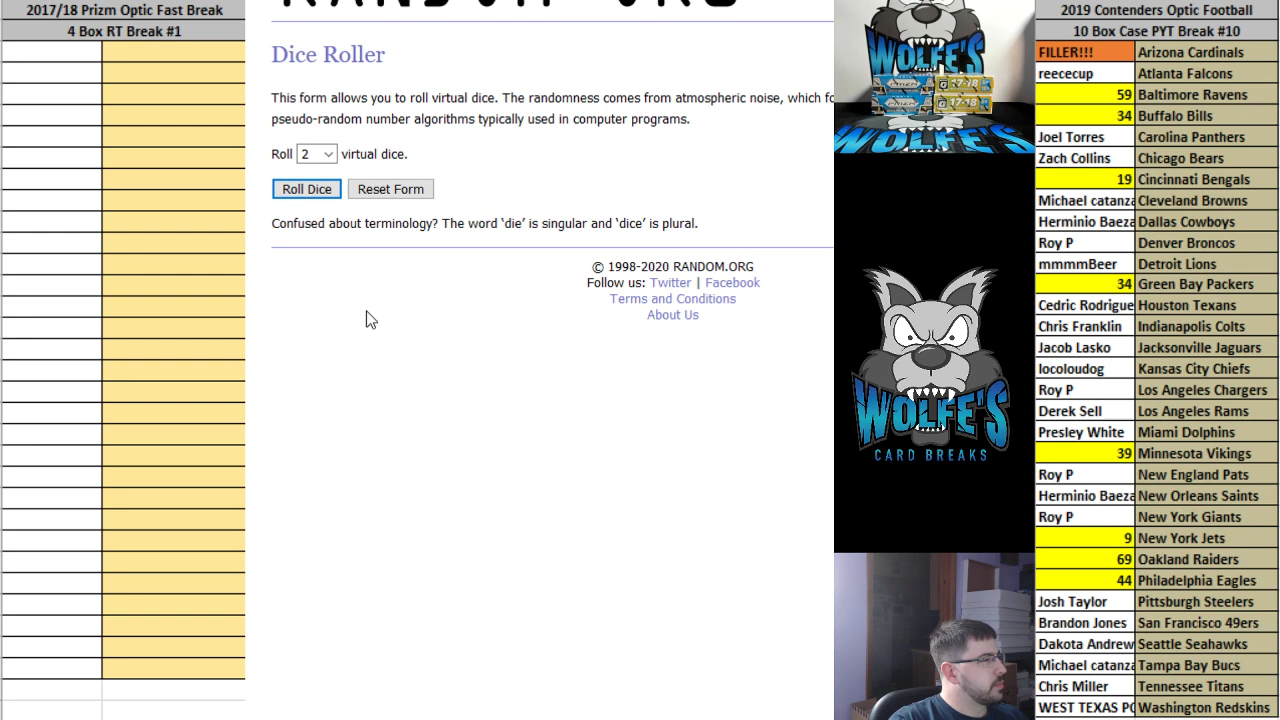 2017/18 Prizm Optic Fast Break
4 Box RT Break #1
RANDOM.ORG
Dice Roller
This form allows you to roll virtual dice. The randomness comes from atmospheric noise, which fo
pseudo-random number algorithms typically used in computer programs.
Roll 2 virtual dice.
Roll Dice Reset Form
Confused about terminology? The word ‘die’ is singular and ‘dice’ is plural.
© 1998-2020 RANDOM.ORG
Follow us: Twitter | Facebook
Terms and Conditions
About Us
WOLFE'S
17-18
17-18
WOLFE'S
WOLFE'S
CARD BREAKS
2019 Contenders Optic Football
10 Box Case PYT Break #10
FILLER!!! Arizona Cardinals
reececup Atlanta Falcons
59 Baltimore Ravens
34 Buffalo Bills
Joel Torres Carolina Panthers
Zach Collins Chicago Bears
19 Cincinnati Bengals
Michael catanza Cleveland Browns
Herminio Baeza Dallas Cowboys
Roy P Denver Broncos
mmmmBeer Detroit Lions
34 Green Bay Packers
Cedric Rodrigue Houston Texans
Chris Franklin Indianapolis Colts
Jacob Lasko Jacksonville Jaguars
locoloudog Kansas City Chiefs
Roy P Los Angeles Chargers
Derek Sell Los Angeles Rams
Presley White Miami Dolphins
39 Minnesota Vikings
Roy P New England Pats
Herminio Baeza New Orleans Saints
Roy P New York Giants
9 New York Jets
69 Oakland Raiders
44 Philadelphia Eagles
Josh Taylor Pittsburgh Steelers
Brandon Jones San Francisco 49ers
Dakota Andrew Seattle Seahawks
Michael catanza Tampa Bay Bucs
Chris Miller Tennessee Titans
WEST TEXAS PO Washington Redskins